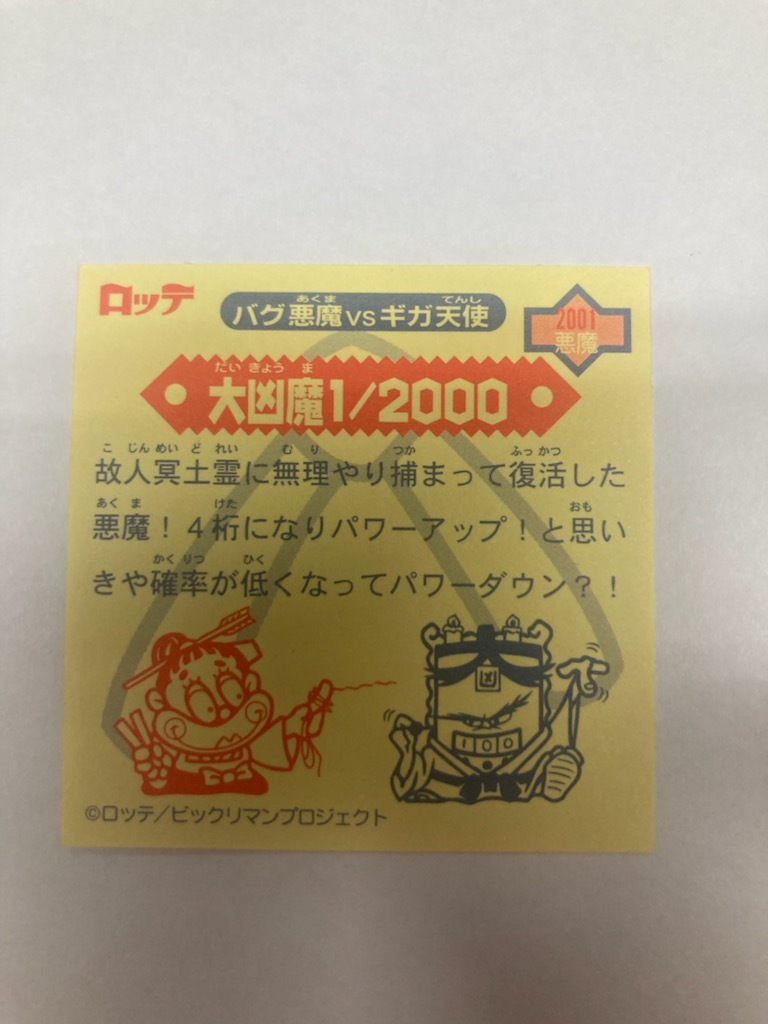 ロッテ
バグ悪魔vsギガ天使
あくま
てんし
2001
悪魔
だいきょうま
大凶魔1/2000
こじんめいどれい
むり
つか
ふっかつ
故人冥土霊に無理やり捕まって復活した
あくま
けた
おも
悪魔！４桁になりパワーアップ！と思い
かくりつ
ひく
きや確率が低くなってパワーダウン？！
凶
100
©ロッテ/ビックリマンプロジェクト